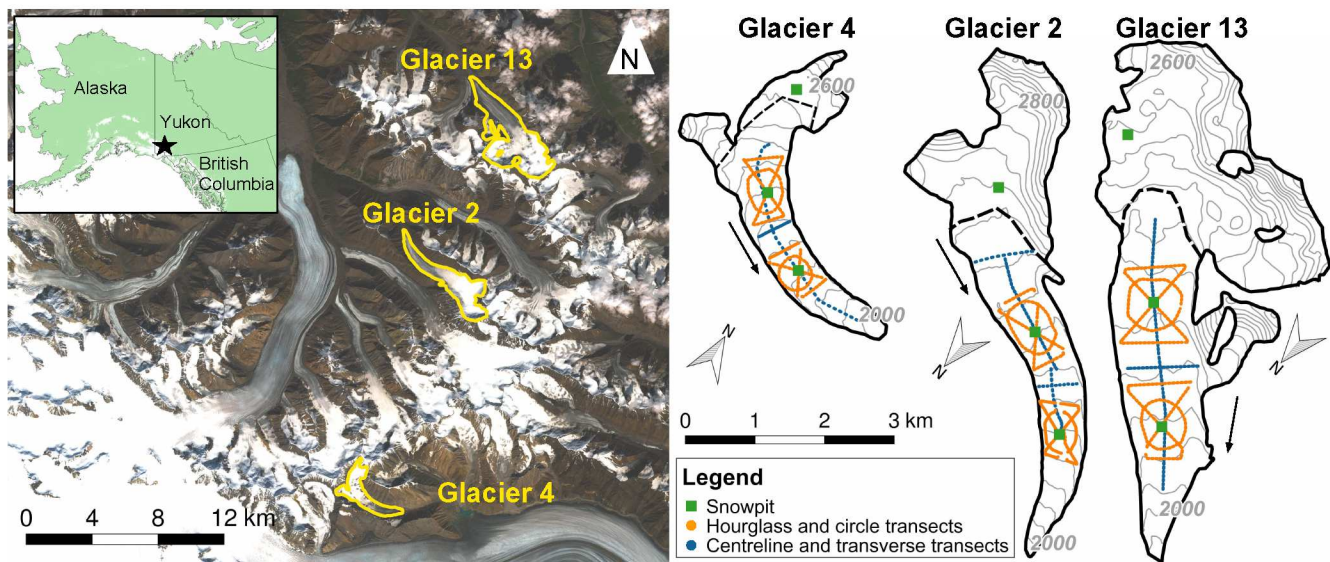 Alaska
Yukon
British
Columbia
Glacier 13
N
Glacier 2
Glacier 4
0 4 8 12 km
Glacier 4
2600
2000
N
Glacier 2
2800
2000
N
Glacier 13
2600
2000
N
0 1 2 3 km
Legend
Snowpit
Hourglass and circle transects
Centreline and transverse transects